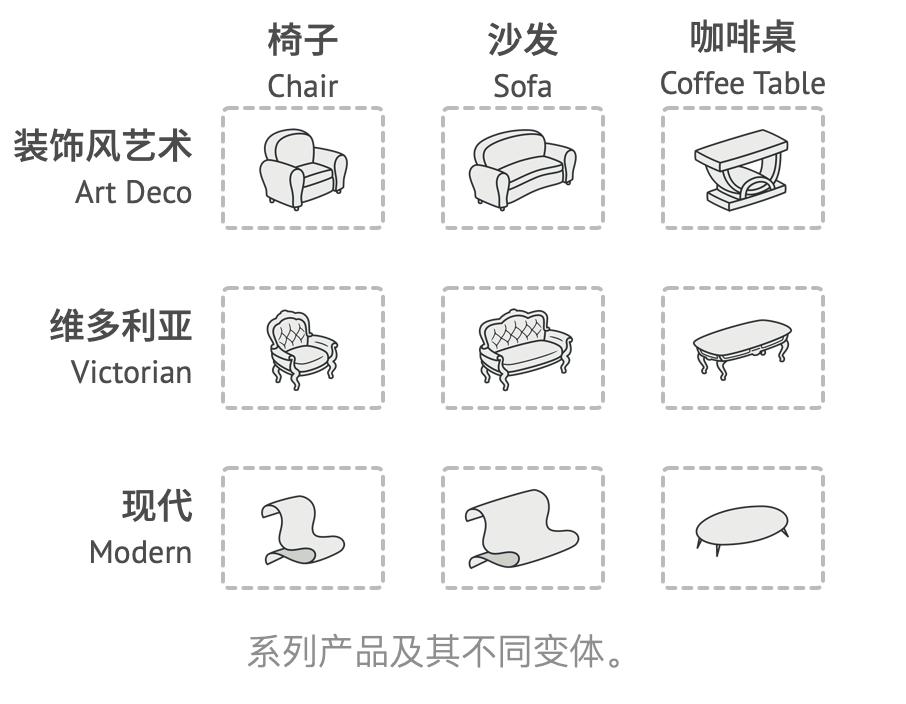 椅子
Chair
沙发
Sofa
咖啡桌
Coffee Table
装饰风艺术
Art Deco
维多利亚
Victorian
现代
Modern
系列产品及其不同变体。